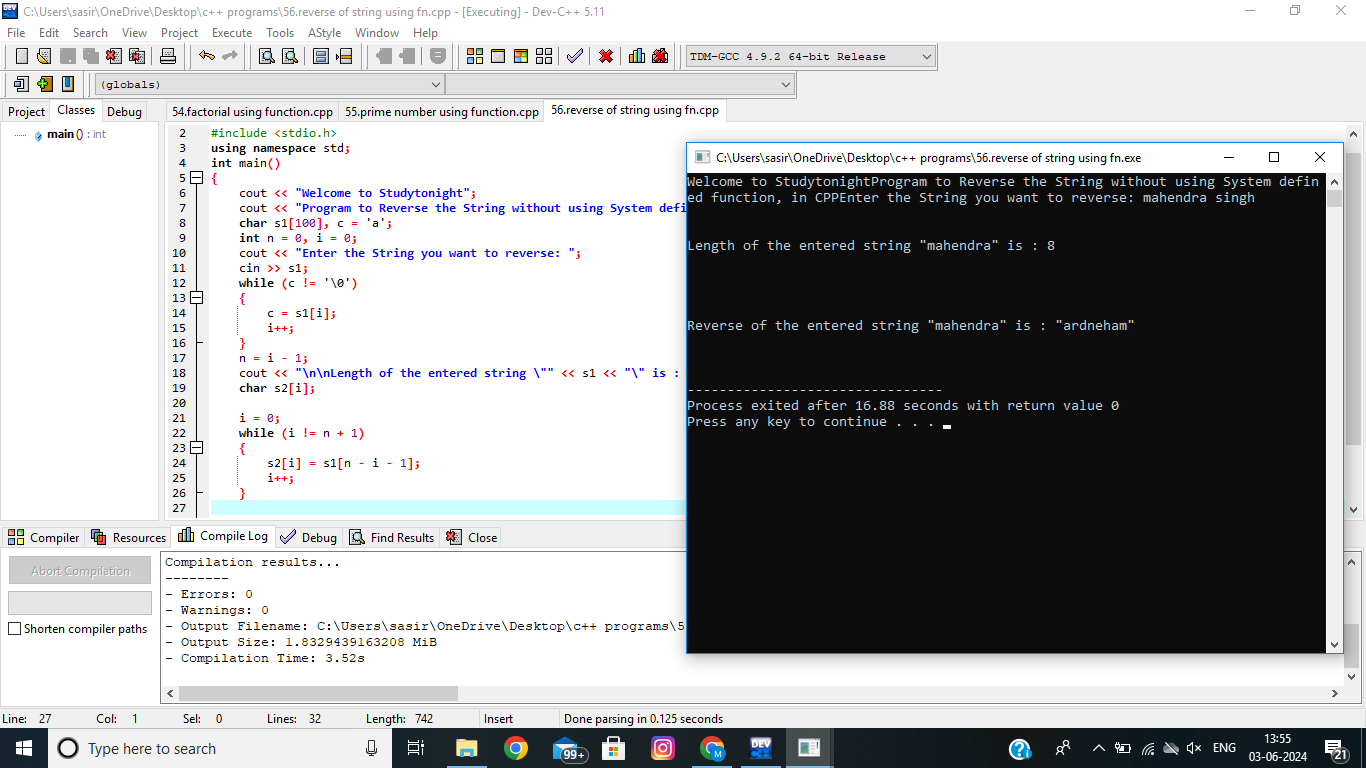 C:\Users\sasir\OneDrive\Desktop\c++ programs\56.reverse of string using fn.cpp - [Executing] - Dev-C++ 5.11
File Edit Search View Project Execute Tools AStyle Window Help
TDM-GCC 4.9.2 64-bit Release
(globals)
Project Classes Debug
54.factorial using function.cpp 55.prime number using function.cpp 56.reverse of string using fn.cpp
main () : int
2 #include <stdio.h>
3 using namespace std;
4 int main()
5 {
6 cout << "Welcome to Studytonight";
7 cout << "Program to Reverse the String without using System defi
8 char s1[100], c = 'a';
9 int n = 0, i = 0;
10 cout << "Enter the String you want to reverse: ";
11 cin >> s1;
12 while (c != '\0')
13 {
14 c = s1[i];
15 i++;
16 }
17 n = i - 1;
18 cout << "\n\nLength of the entered string \"" << s1 << "\" is :
19 char s2[i];
20
21 i = 0;
22 while (i != n + 1)
23 {
24 s2[i] = s1[n - i - 1];
25 i++;
26 }
27
C:\Users\sasir\OneDrive\Desktop\c++ programs\56.reverse of string using fn.exe
Welcome to StudytonightProgram to Reverse the String without using System defin
ed function, in CPPEnter the String you want to reverse: mahendra singh
Length of the entered string "mahendra" is : 8
Reverse of the entered string "mahendra" is : "ardneham"
--------------------------------
Process exited after 16.88 seconds with return value 0
Press any key to continue . . .
Compiler Resources Compile Log Debug Find Results Close
Abort Compilation
Shorten compiler paths
Compilation results...
--------
- Errors: 0
- Warnings: 0
- Output Filename: C:\Users\sasir\OneDrive\Desktop\c++ programs\5
- Output Size: 1.8329439163208 MiB
- Compilation Time: 3.52s
Line: 27 Col: 1 Sel: 0 Lines: 32 Length: 742 Insert Done parsing in 0.125 seconds
Type here to search
99+
M
DEV
ENG
13:55
03-06-2024
21